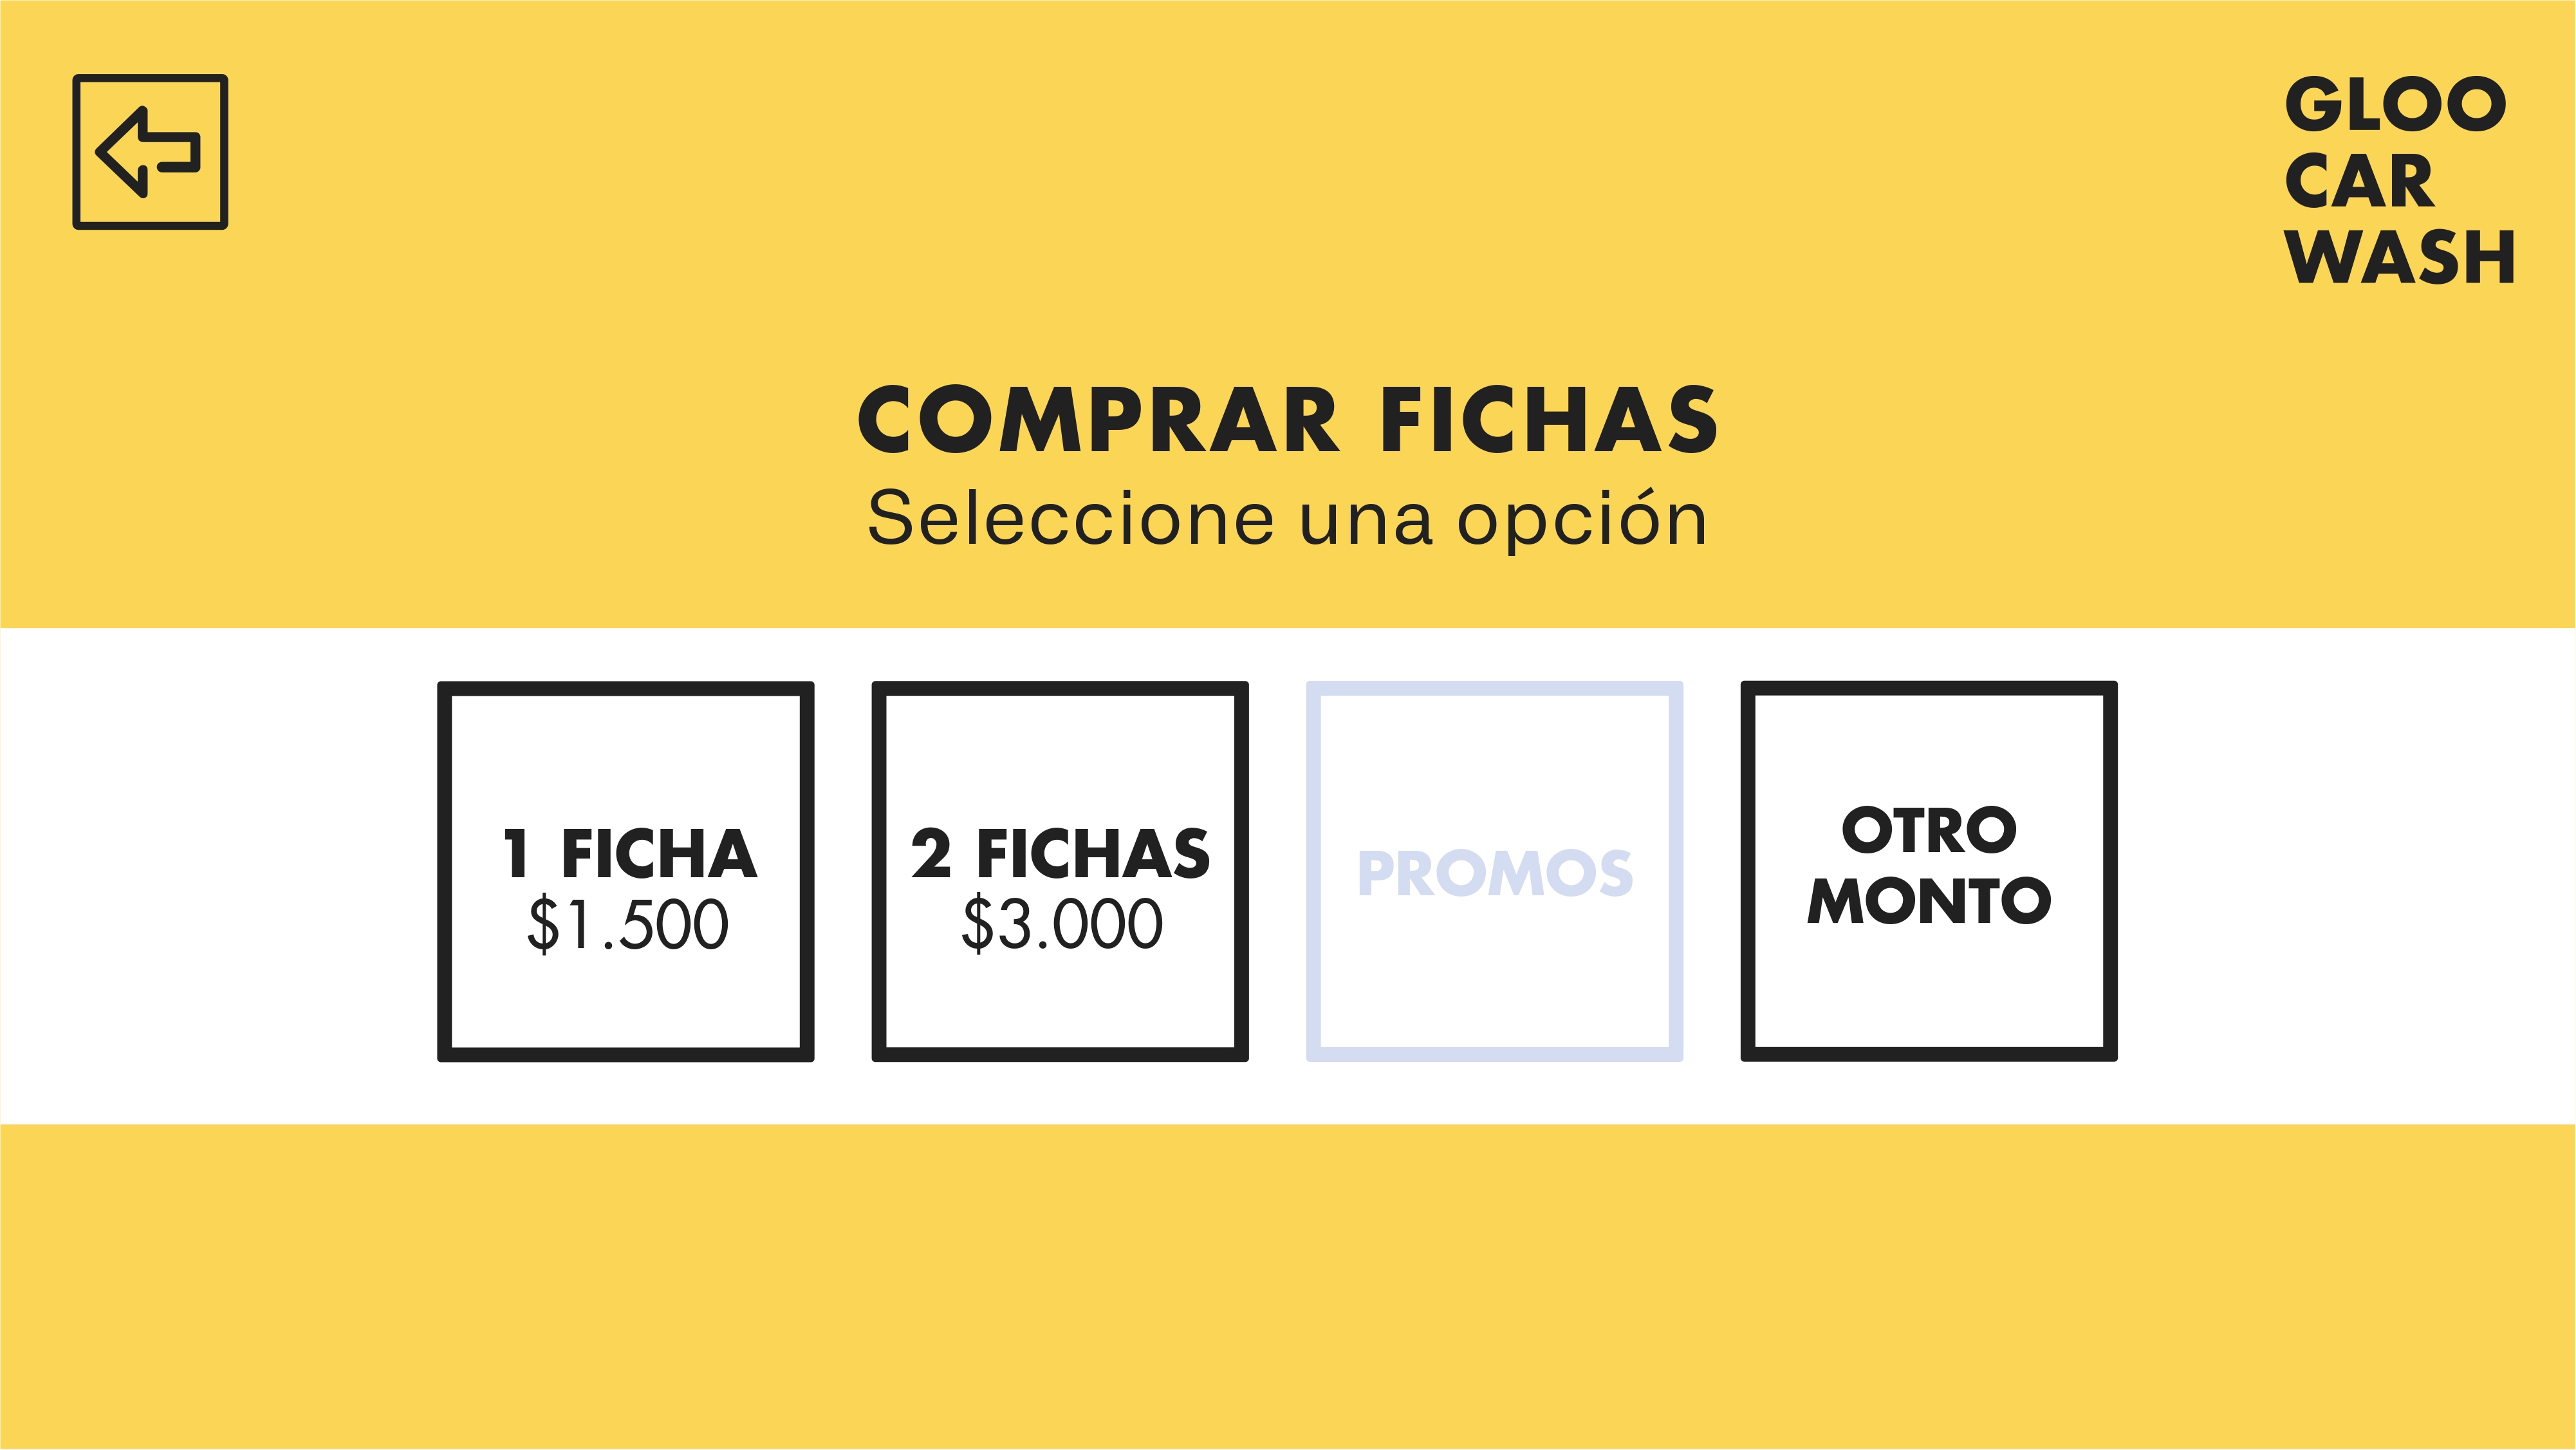 GLOO
CAR
WASH
COMPRAR FICHAS
Seleccione una opción
1 FICHA
$1.500
2 FICHAS
$3.000
PROMOS
OTRO
MONTO